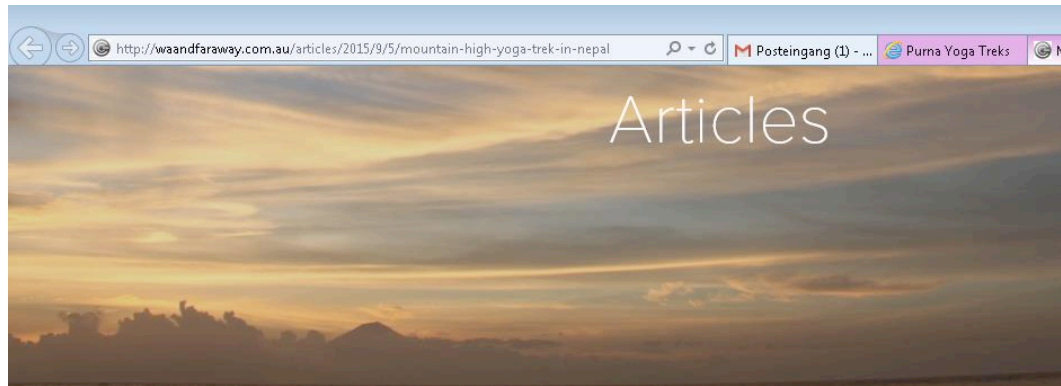 http://waandfaraway.com.au/articles/2015/9/5/mountain-high-yoga-trek-in-nepal
Posteingang (1) - ...
Purna Yoga Treks
Articles